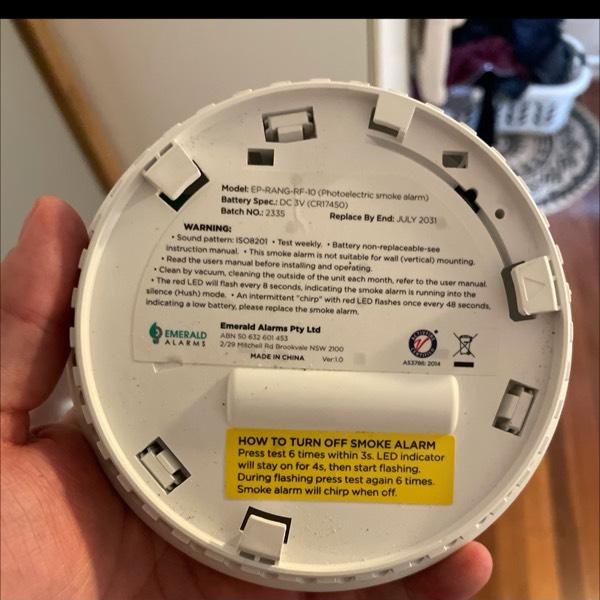 Model: EP-RANG-RF-10 (Photoelectric smoke alarm)
Battery Spec.: DC 3V (CR17450)
Batch NO.: 2335 Replace By End: JULY 2031
WARNING:
• Sound pattern: ISO8201 • Test weekly. • Battery non-replaceable-see
instruction manual. • This smoke alarm is not suitable for wall (vertical) mounting.
• Read the users manual before installing and operating.
• Clean by vacuum, cleaning the outside of the unit each month, refer to the user manual.
• The red LED will flash every 8 seconds, indicating the smoke alarm is running into the
silence (Hush) mode. • An intermittent "chirp" with red LED flashes once every 48 seconds,
indicating a low battery, please replace the smoke alarm.
EMERALD
ALARMS
Emerald Alarms Pty Ltd
ABN 50 632 601 453
2/29 Mitchell Rd Brookvale NSW 2100
MADE IN CHINA Ver:1.0
AS3786: 2014
HOW TO TURN OFF SMOKE ALARM
Press test 6 times within 3s. LED indicator
will stay on for 4s, then start flashing.
During flashing press test again 6 times.
Smoke alarm will chirp when off.